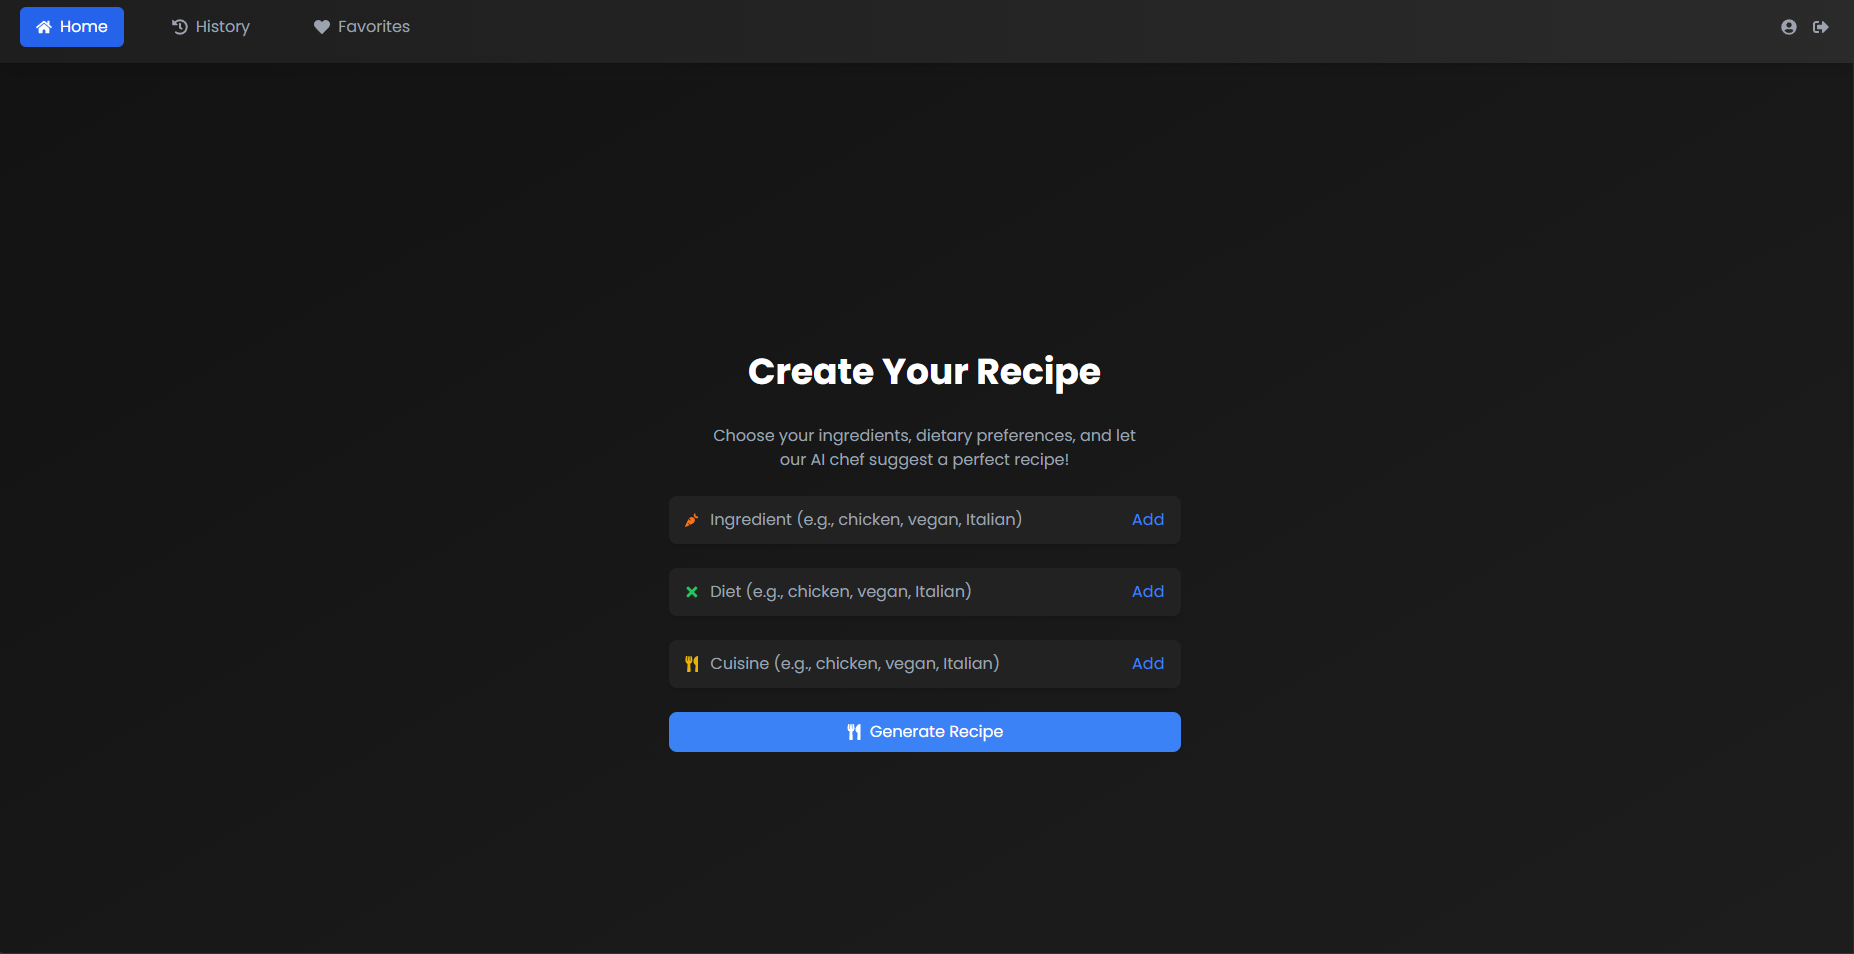 Home History Favorites
Create Your Recipe
Choose your ingredients, dietary preferences, and let
our AI chef suggest a perfect recipe!
Ingredient (e.g., chicken, vegan, Italian) Add
Diet (e.g., chicken, vegan, Italian) Add
Cuisine (e.g., chicken, vegan, Italian) Add
Generate Recipe